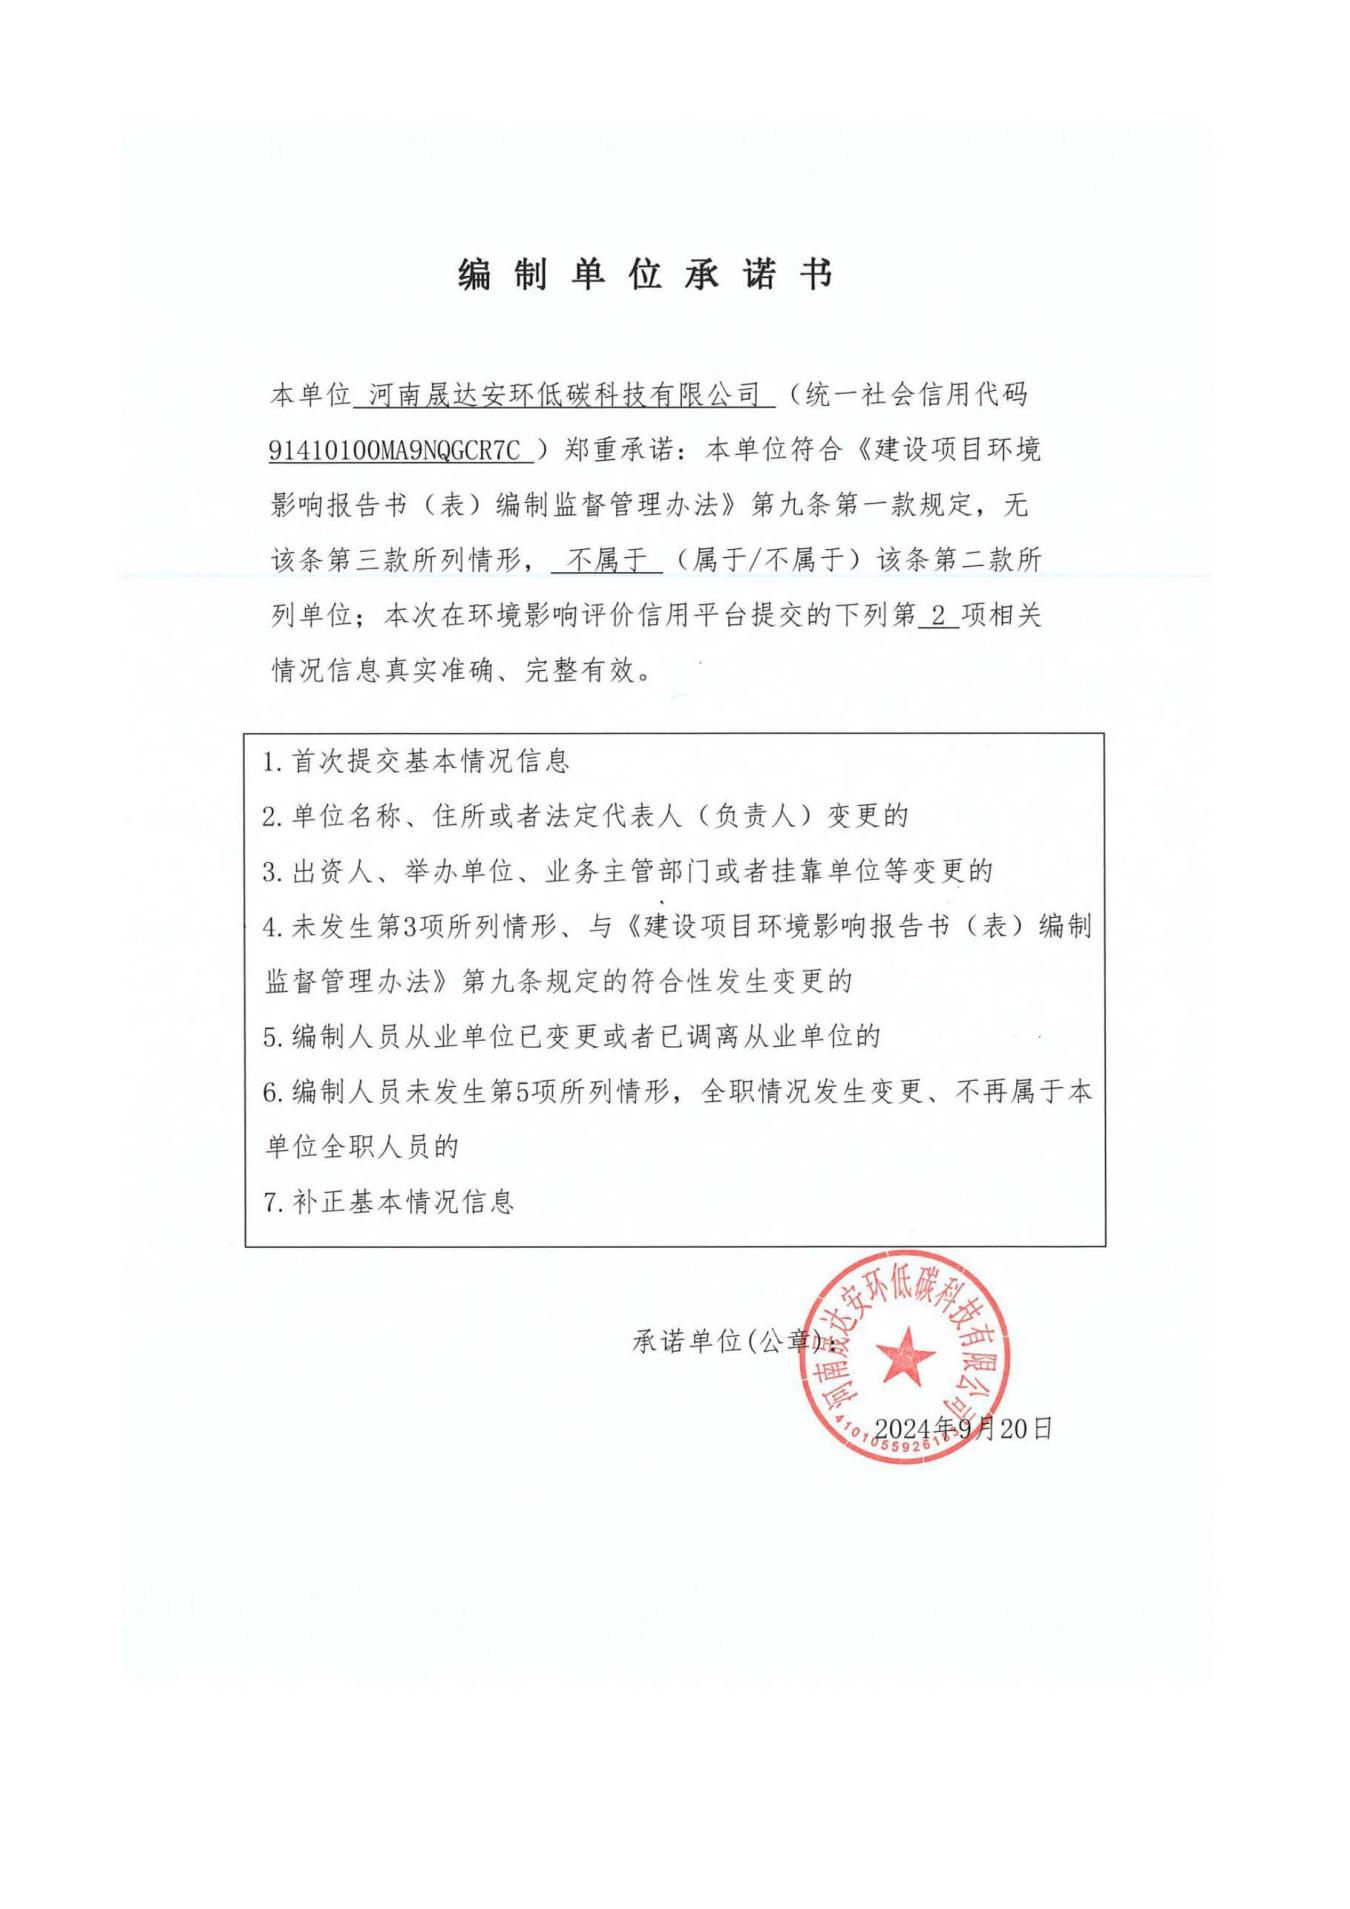 编制单位承诺书
本单位 河南晟达安环低碳科技有限公司 （统一社会信用代码
91410100MA9NQGCR7C ）郑重承诺：本单位符合《建设项目环境
影响报告书（表）编制监督管理办法》第九条第一款规定，无
该条第三款所列情形， 不属于 （属于/不属于）该条第二款所
列单位；本次在环境影响评价信用平台提交的下列第 2 项相关
情况信息真实准确、完整有效。
1.首次提交基本情况信息
2.单位名称、住所或者法定代表人（负责人）变更的
3.出资人、举办单位、业务主管部门或者挂靠单位等变更的
4.未发生第3项所列情形、与《建设项目环境影响报告书（表）编制
监督管理办法》第九条规定的符合性发生变更的
5.编制人员从业单位已变更或者已调离从业单位的
6.编制人员未发生第5项所列情形，全职情况发生变更、不再属于本
单位全职人员的
7.补正基本情况信息
承诺单位(公章)：
河南晟达安环低碳科技有限公司
2024年9月20日